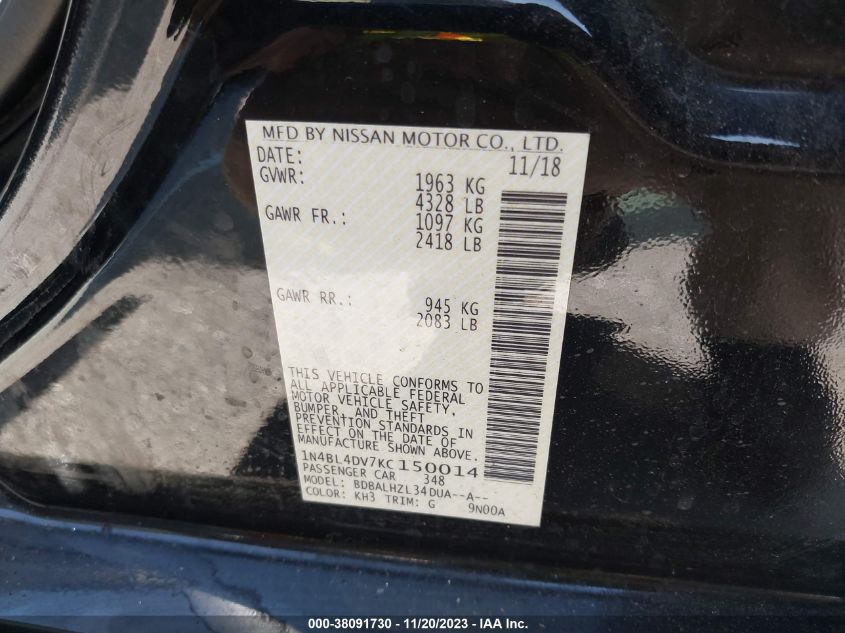 MFD BY NISSAN MOTOR CO., LTD.
DATE: 11/18
GVWR: 1963 KG
4328 LB
GAWR FR.: 1097 KG
2418 LB
GAWR RR.: 945 KG
2083 LB
THIS VEHICLE CONFORMS TO
ALL APPLICABLE FEDERAL
MOTOR VEHICLE SAFETY,
BUMPER, AND THEFT
PREVENTION STANDARDS IN
EFFECT ON THE DATE OF
MANUFACTURE SHOWN ABOVE.
1N4BL4DV7KC150014
PASSENGER CAR 348
MODEL: BDBALHZL34DUA--A--
COLOR: KH3 TRIM: G 9N00A
000-38091730 - 11/20/2023 - IAA Inc.